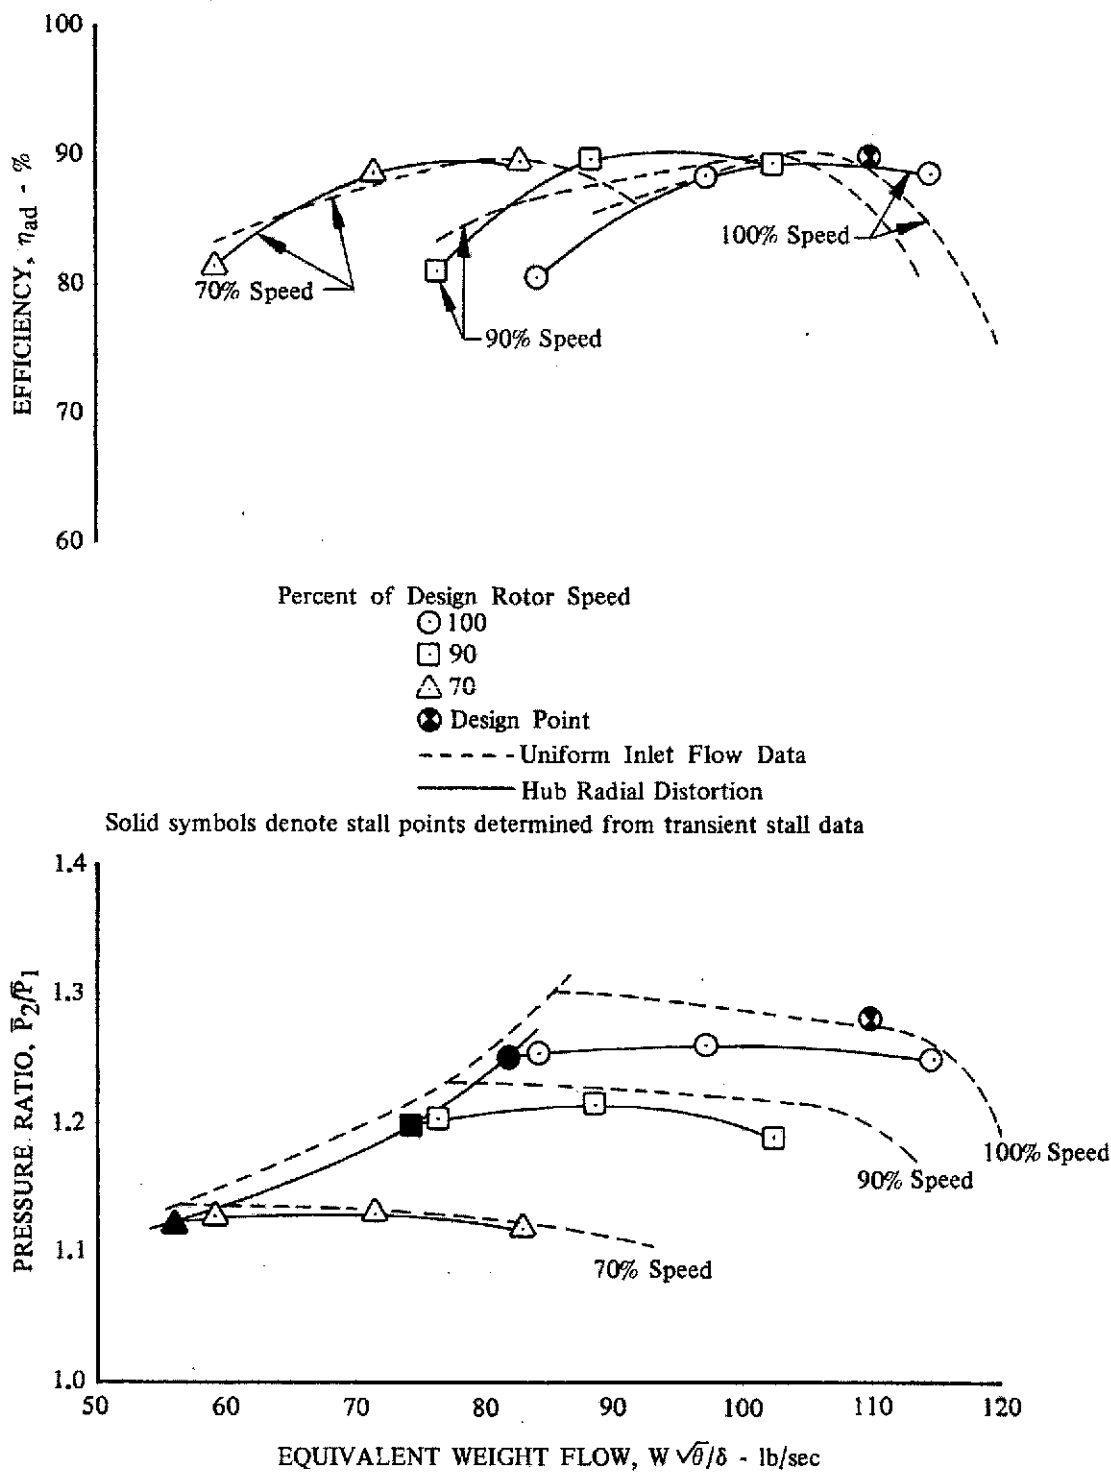 100
90
80
70
60
EFFICIENCY, ηad - %
70% Speed
90% Speed
100% Speed
Percent of Design Rotor Speed
100
90
70
Design Point
Uniform Inlet Flow Data
Hub Radial Distortion
Solid symbols denote stall points determined from transient stall data
1.4
1.3
1.2
1.1
1.0
PRESSURE RATIO, P̅2/P̅1
100% Speed
90% Speed
70% Speed
50 60 70 80 90 100 110 120
EQUIVALENT WEIGHT FLOW, W √θ/δ - lb/sec